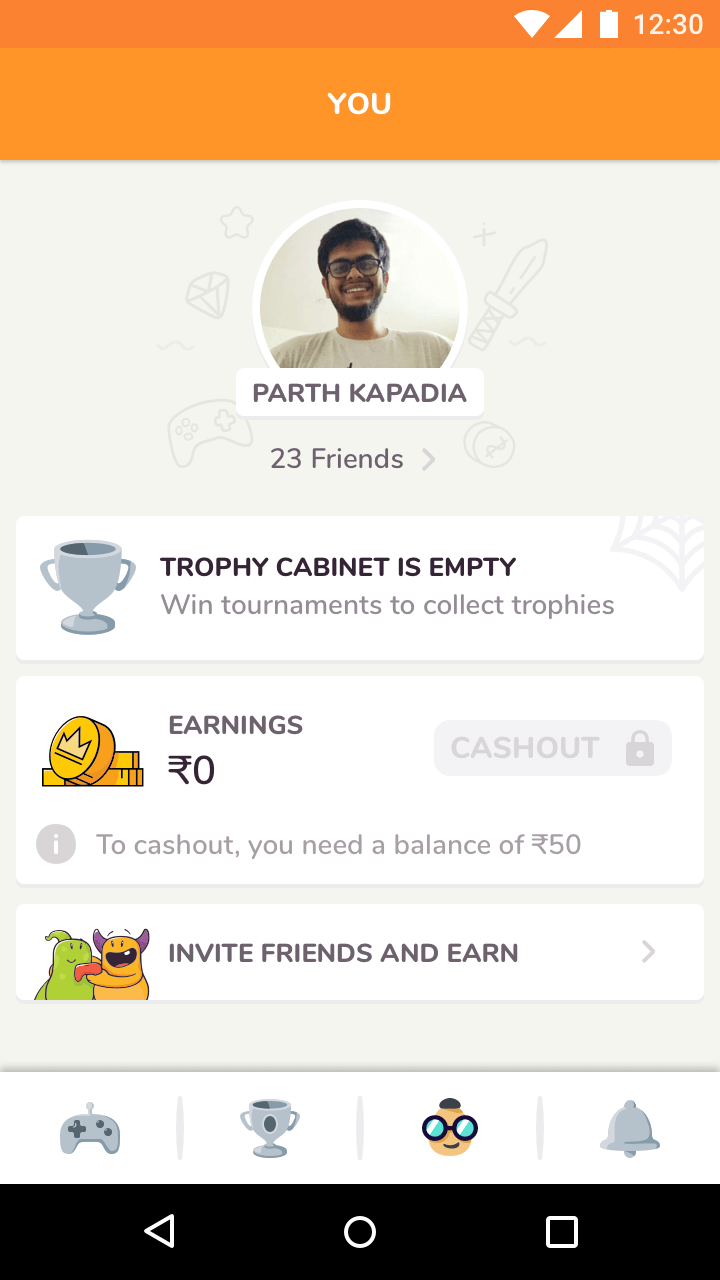 12:30
YOU
PARTH KAPADIA
23 Friends
TROPHY CABINET IS EMPTY
Win tournaments to collect trophies
EARNINGS
₹0
CASHOUT
To cashout, you need a balance of ₹50
INVITE FRIENDS AND EARN